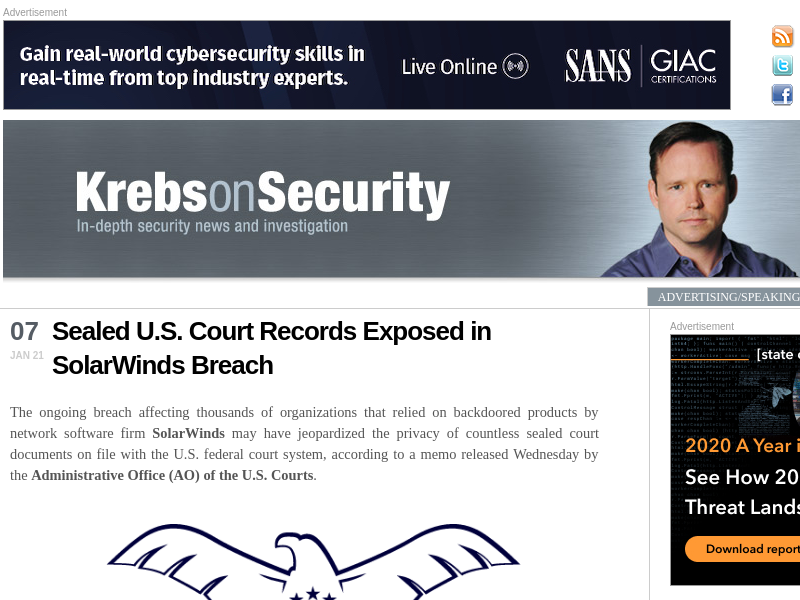 Advertisement
Gain real-world cybersecurity skills in
real-time from top industry experts.
Live Online
SANS
GIAC
CERTIFICATIONS
KrebsonSecurity
In-depth security news and investigation
ADVERTISING/SPEAKING
07
JAN 21
Sealed U.S. Court Records Exposed in
SolarWinds Breach
The ongoing breach affecting thousands of organizations that relied on backdoored products by
network software firm SolarWinds may have jeopardized the privacy of countless sealed court
documents on file with the U.S. federal court system, according to a memo released Wednesday by
the Administrative Office (AO) of the U.S. Courts.
Advertisement
[state
2020 A Year i
See How 20
Threat Lands
Download report